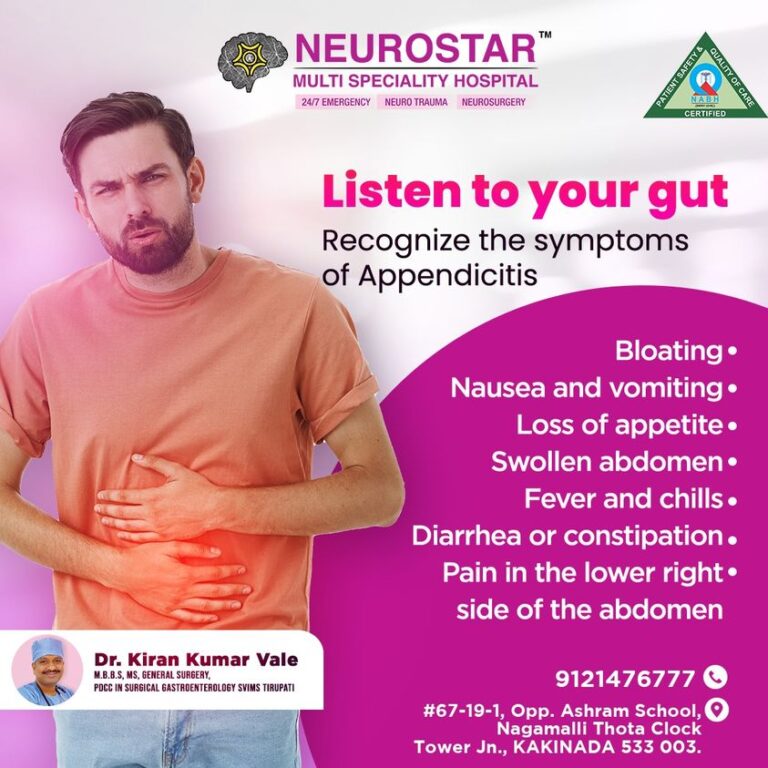 NEUROSTAR™
MULTI SPECIALITY HOSPITAL
24/7 EMERGENCY NEURO TRAUMA NEUROSURGERY
PATIENT SAFETY & QUALITY OF CARE
NABH
CERTIFIED
Listen to your gut
Recognize the symptoms
of Appendicitis
Bloating•
Nausea and vomiting•
Loss of appetite•
Swollen abdomen•
Fever and chills•
Diarrhea or constipation•
Pain in the lower right•
side of the abdomen
Dr. Kiran Kumar Vale
M.B.B.S, MS, GENERAL SURGERY,
PDCC IN SURGICAL GASTROENTEROLOGY SVIMS TIRUPATI
9121476777
#67-19-1, Opp. Ashram School,
Nagamalli Thota Clock
Tower Jn., KAKINADA 533 003.